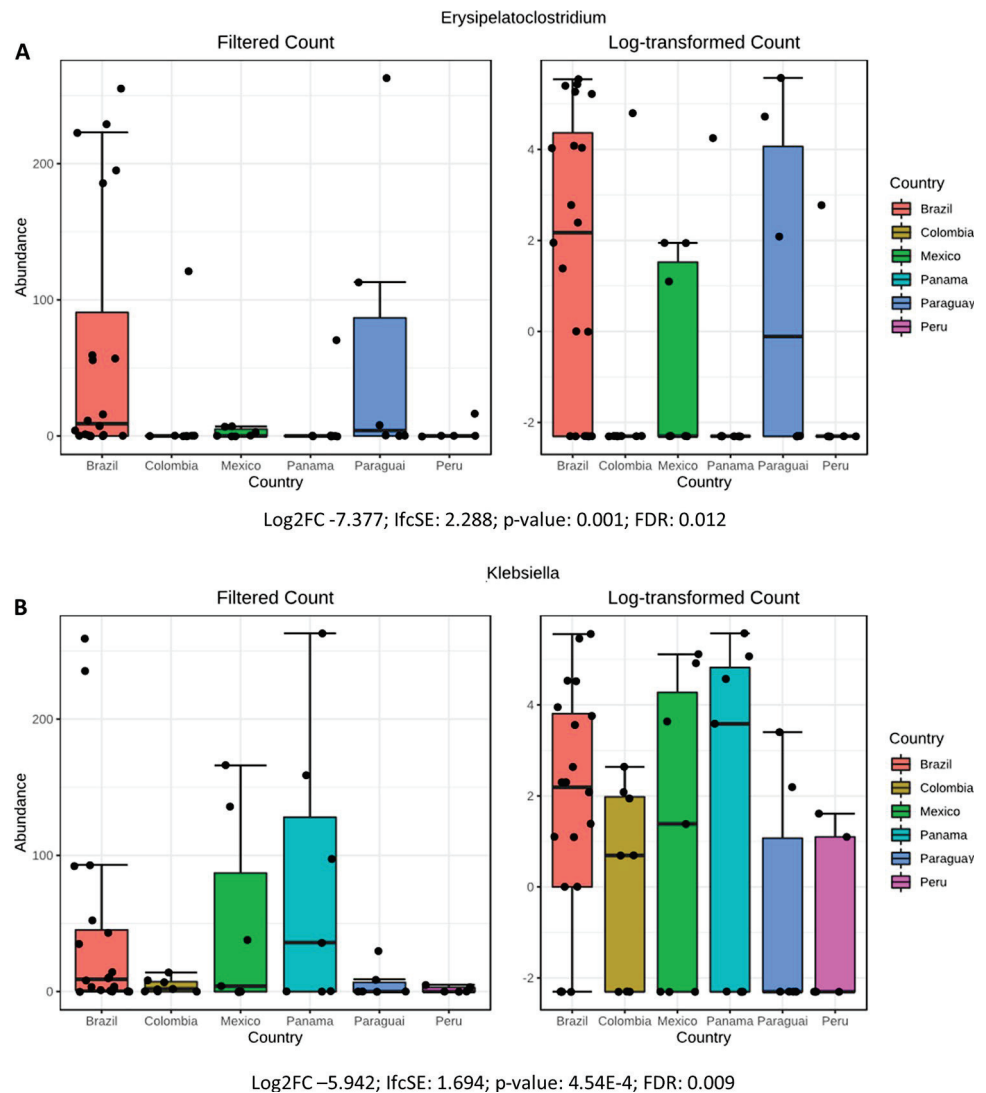 Erysipelatoclostridium
A
Filtered Count
Log-transformed Count
Abundance
200
100
0
4
2
0
-2
Brazil Colombia Mexico Panama Paraguai Peru
Country
Brazil Colombia Mexico Panama Paraguai Peru
Country
Country
Brazil
Colombia
Mexico
Panama
Paraguay
Peru
Log2FC -7.377; lfcSE: 2.288; p-value: 0.001; FDR: 0.012
Klebsiella
B
Filtered Count
Log-transformed Count
Abundance
200
100
0
4
2
0
-2
Brazil Colombia Mexico Panama Paraguai Peru
Country
Brazil Colombia Mexico Panama Paraguai Peru
Country
Country
Brazil
Colombia
Mexico
Panama
Paraguay
Peru
Log2FC –5.942; lfcSE: 1.694; p-value: 4.54E-4; FDR: 0.009